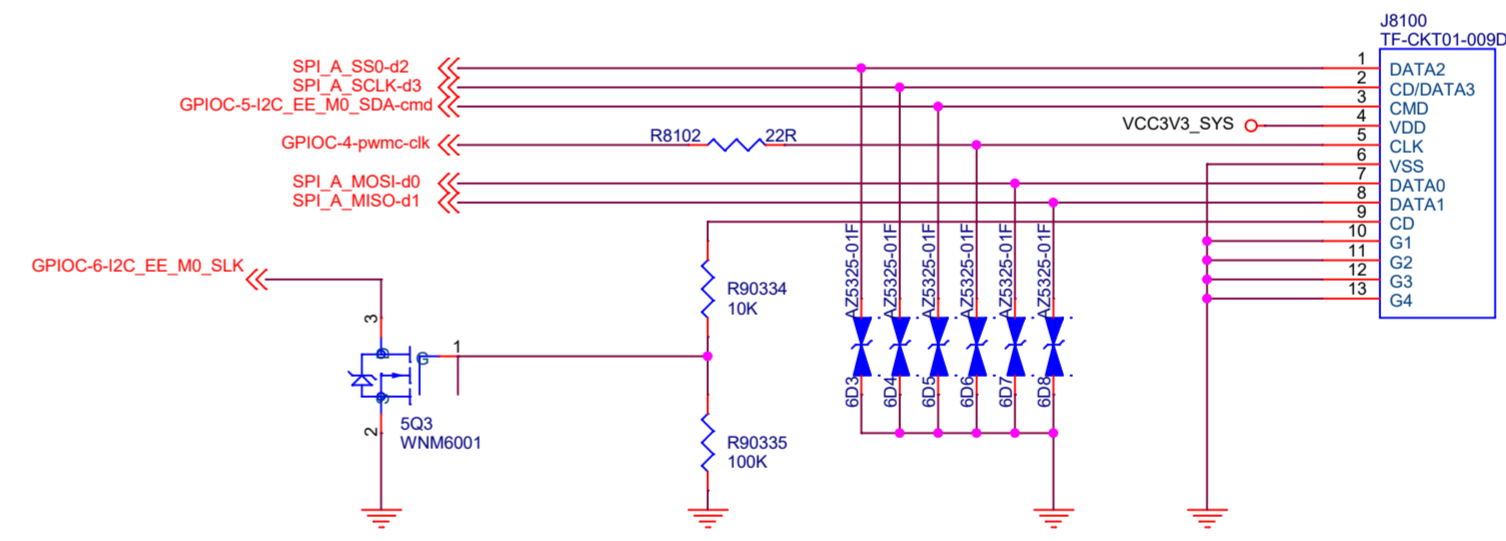 J8100
TF-CKT01-009D
SPI_A_SS0-d2
1
DATA2
SPI_A_SCLK-d3
2
CD/DATA3
GPIOC-5-I2C_EE_M0_SDA-cmd
3
CMD
VCC3V3_SYS
4
VDD
GPIOC-4-pwmc-clk
R8102
22R
5
CLK
6
VSS
SPI_A_MOSI-d0
7
DATA0
SPI_A_MISO-d1
8
DATA1
9
CD
10
G1
11
G2
12
G3
13
G4
GPIOC-6-I2C_EE_M0_SLK
R90334
10K
AZ5325-01F
AZ5325-01F
AZ5325-01F
AZ5325-01F
AZ5325-01F
AZ5325-01F
3
D
G
1
S
2
5Q3
WNM6001
6D3
6D4
6D5
6D6
6D7
6D8
R90335
100K